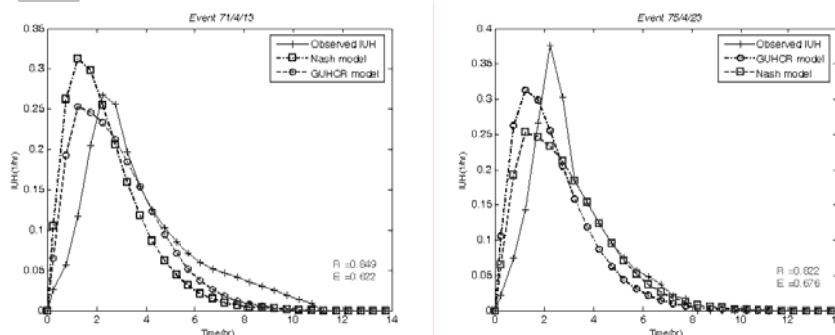 Event 71/4/13
0.35
0.3
0.25
0.2
0.15
0.1
0.05
0
IUH(1/hr)
Observed IUH
Nash model
GUHCR model
R =0.849
E =0.622
0 2 4 6 8 10 12 14
Time(hr)
Event 75/4/23
0.4
0.35
0.3
0.25
0.2
0.15
0.1
0.05
0
IUH(1/hr)
Observed IUH
GUHCR model
Nash model
R =0.822
E =0.676
0 2 4 6 8 10 12
Time(hr)